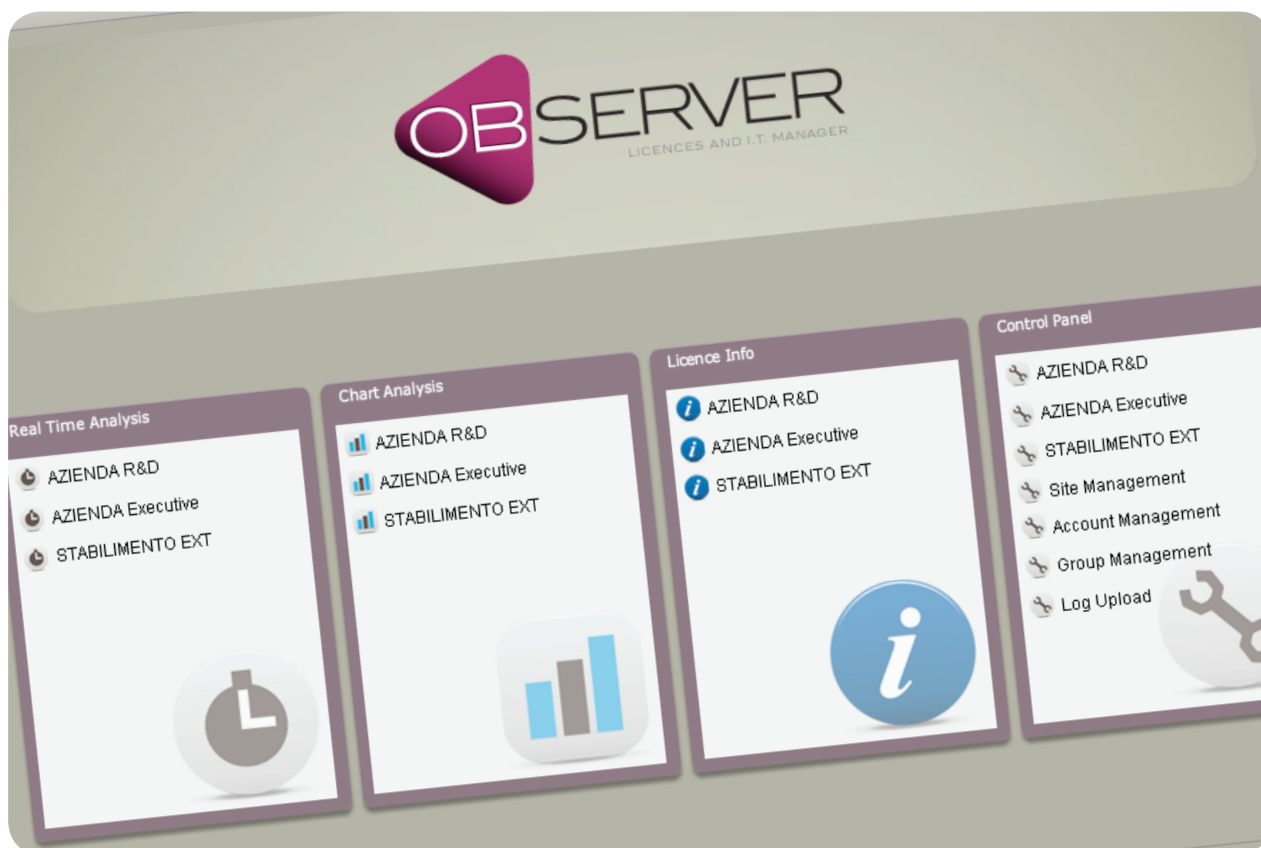 OBSERVER
LICENCES AND I.T. MANAGER
Real Time Analysis
AZIENDA R&D
AZIENDA Executive
STABILIMENTO EXT
Chart Analysis
AZIENDA R&D
AZIENDA Executive
STABILIMENTO EXT
Licence Info
AZIENDA R&D
AZIENDA Executive
STABILIMENTO EXT
Control Panel
AZIENDA R&D
AZIENDA Executive
STABILIMENTO EXT
Site Management
Account Management
Group Management
Log Upload